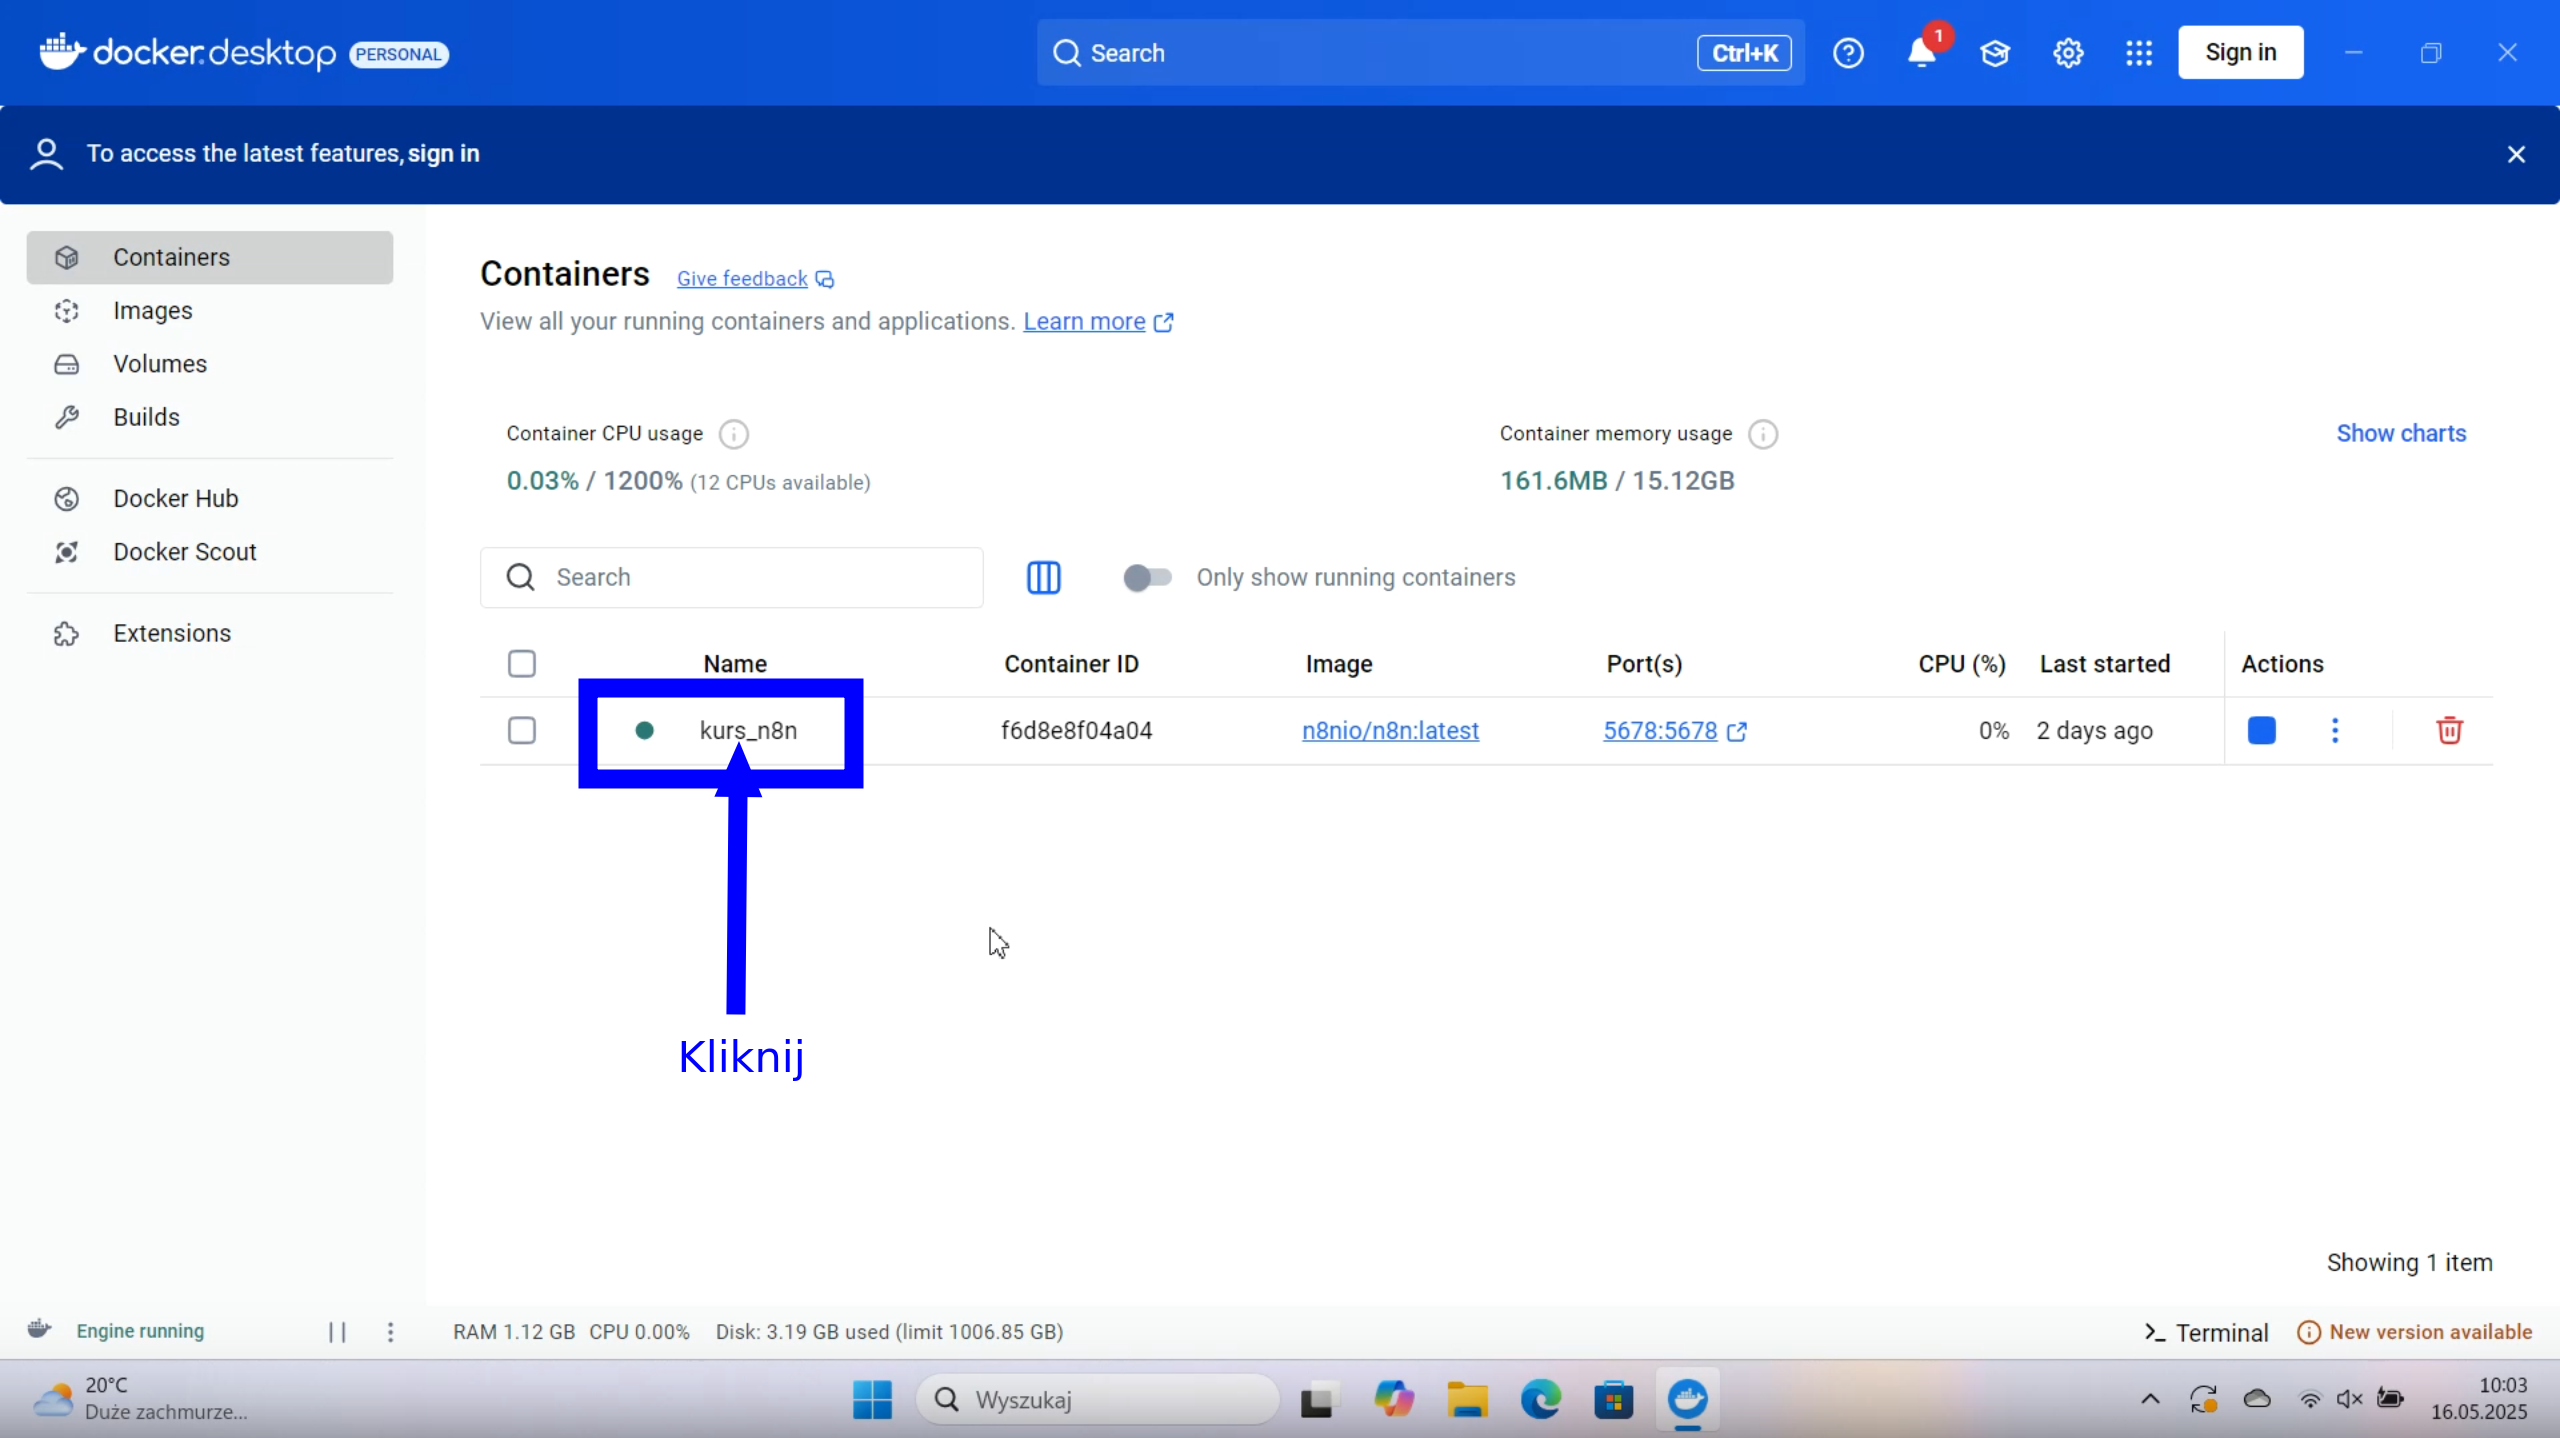 docker.desktop PERSONAL
Search Ctrl+K
1
Sign in
To access the latest features, sign in
Containers
Images
Volumes
Builds
Docker Hub
Docker Scout
Extensions
Containers Give feedback
View all your running containers and applications. Learn more
Container CPU usage
0.03% / 1200% (12 CPUs available)
Container memory usage
161.6MB / 15.12GB
Show charts
Search
Only show running containers
Name Container ID Image Port(s) CPU (%) Last started Actions
kurs_n8n f6d8e8f04a04 n8nio/n8n:latest 5678:5678 0% 2 days ago
Kliknij
Showing 1 item
Engine running RAM 1.12 GB CPU 0.00% Disk: 3.19 GB used (limit 1006.85 GB) Terminal New version available
20°C
Duże zachmurze...
Wyszukaj
10:03
16.05.2025